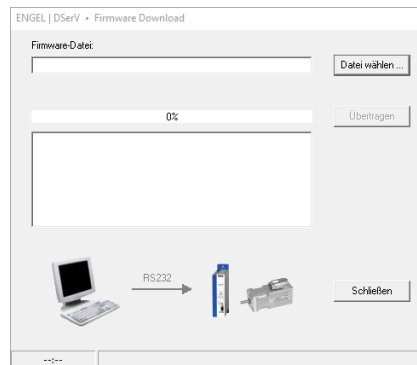 ENGEL | DSerV • Firmware Download
Firmware-Datei:
Datei wählen ...
0%
Übertragen
RS232
Schließen
--:--